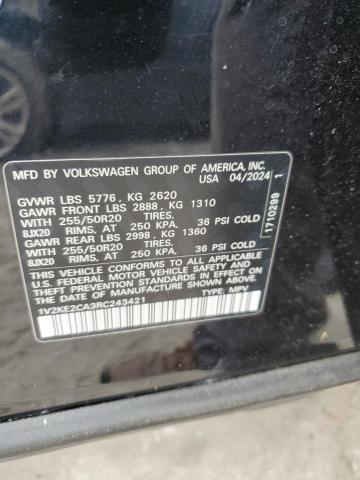 MFD BY VOLKSWAGEN GROUP OF AMERICA, INC.
USA 04/2024
GVWR LBS 5776, KG 2620
GAWR FRONT LBS 2888, KG 1310
WITH 255/50R20 TIRES,
8JX20 RIMS, AT 250 KPA, 36 PSI COLD
GAWR REAR LBS 2998, KG 1360
WITH 255/50R20 TIRES,
8JX20 RIMS, AT 250 KPA, 36 PSI COLD
THIS VEHICLE CONFORMS TO ALL APPLICABLE
U.S. FEDERAL MOTOR VEHICLE SAFETY STANDARDS
IN EFFECT ON THE DATE OF MANUFACTURE SHOWN ABOVE.
1V2KE2CA3RC243421 TYPE: MPV
1710299 1